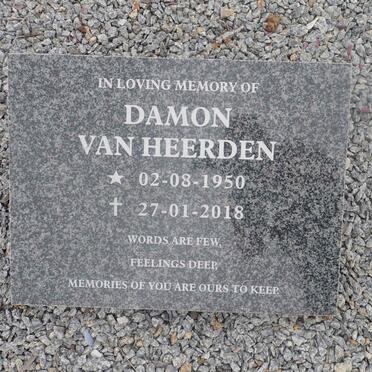 IN LOVING MEMORY OF
DAMON
VAN HEERDEN
★ 02-08-1950
✝ 27-01-2018
WORDS ARE FEW,
FEELINGS DEEP,
MEMORIES OF YOU ARE OURS TO KEEP.